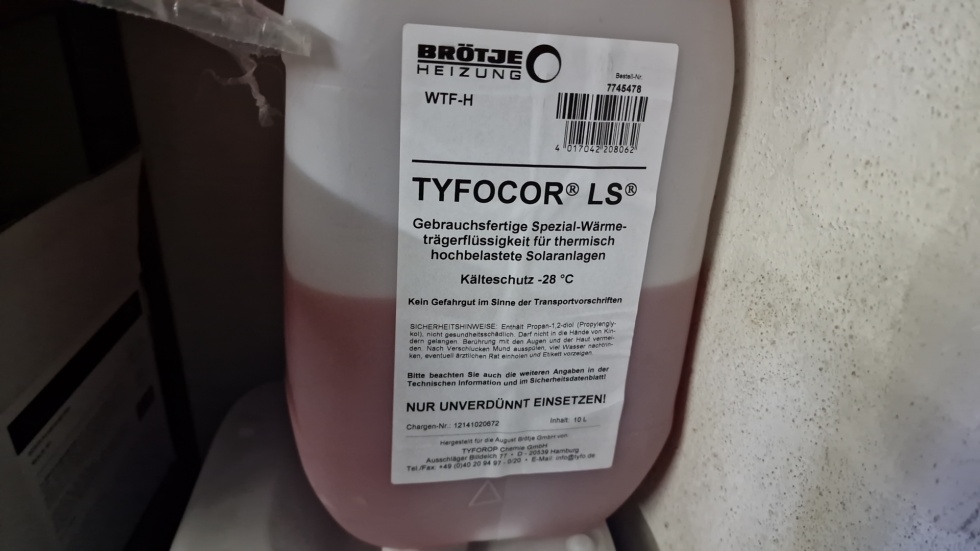 BRÖTJE
HEIZUNG
Bestell-Nr.
7745478
WTF-H
4 017042 208062
TYFOCOR® LS®
Gebrauchsfertige Spezial-Wärme-
trägerflüssigkeit für thermisch
hochbelastete Solaranlagen
Kälteschutz -28 °C
Kein Gefahrgut im Sinne der Transportvorschriften
SICHERHEITSHINWEISE: Enthält Propan-1,2-diol (Propylengly-
kol), nicht gesundheitsschädlich. Darf nicht in die Hände von Kin-
dern gelangen. Berührung mit den Augen und der Haut vermei-
den. Nach Verschlucken Mund ausspülen, viel Wasser nachtrin-
ken, eventuell ärztlichen Rat einholen und Etikett vorzeigen.
Bitte beachten Sie auch die weiteren Angaben in der
Technischen Information und im Sicherheitsdatenblatt!
NUR UNVERDÜNNT EINSETZEN!
Chargen-Nr.: 12141020672
Inhalt: 10 L
Hergestellt für die August Brötje GmbH von:
TYFOROP Chemie GmbH
Ausschläger Billdeich 77 • D - 20539 Hamburg
Tel./Fax: +49 (0)40 20 94 97 - 0/20 • E-Mail: info@tyfo.de